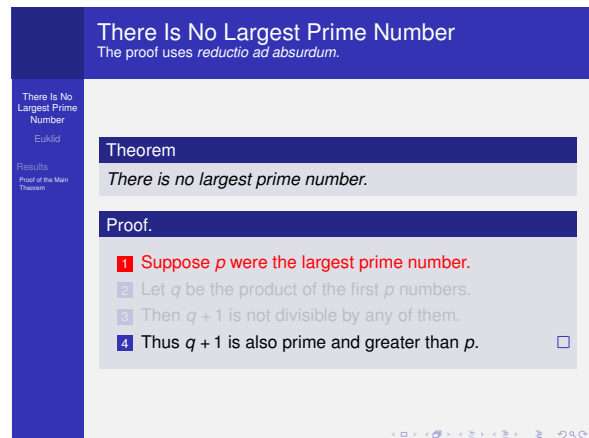 There Is No Largest Prime Number
The proof uses reductio ad absurdum.
There Is No
Largest Prime
Number
Euklid
Results
Proof of the Main
Theorem
Theorem
There is no largest prime number.
Proof.
1 Suppose p were the largest prime number.
2 Let q be the product of the first p numbers.
3 Then q + 1 is not divisible by any of them.
4 Thus q + 1 is also prime and greater than p. □